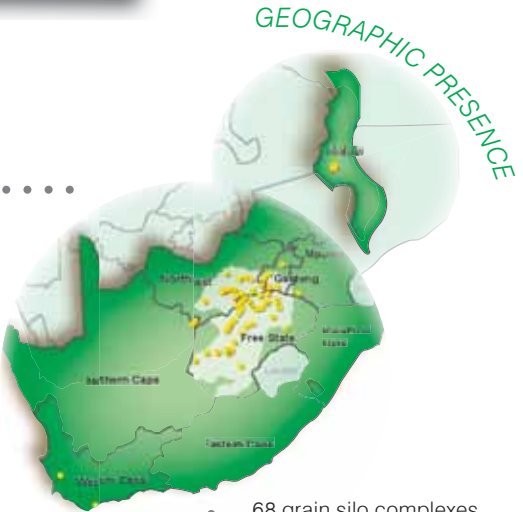 GEOGRAPHIC PRESENCE
Gauteng
Free State
Northern Cape
Western Cape
Eastern Cape
68 grain silo complexes